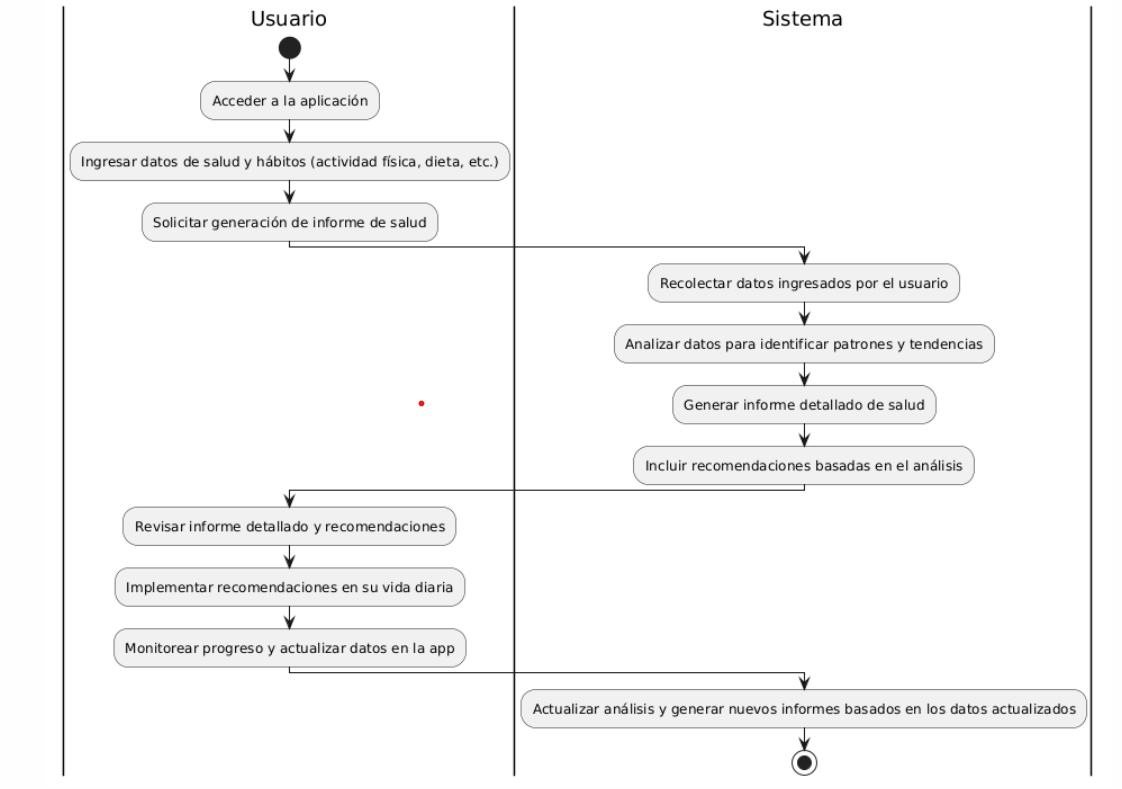 Usuario
Sistema
Acceder a la aplicación
Ingresar datos de salud y hábitos (actividad física, dieta, etc.)
Solicitar generación de informe de salud
Recolectar datos ingresados por el usuario
Analizar datos para identificar patrones y tendencias
Generar informe detallado de salud
Incluir recomendaciones basadas en el análisis
Revisar informe detallado y recomendaciones
Implementar recomendaciones en su vida diaria
Monitorear progreso y actualizar datos en la app
Actualizar análisis y generar nuevos informes basados en los datos actualizados